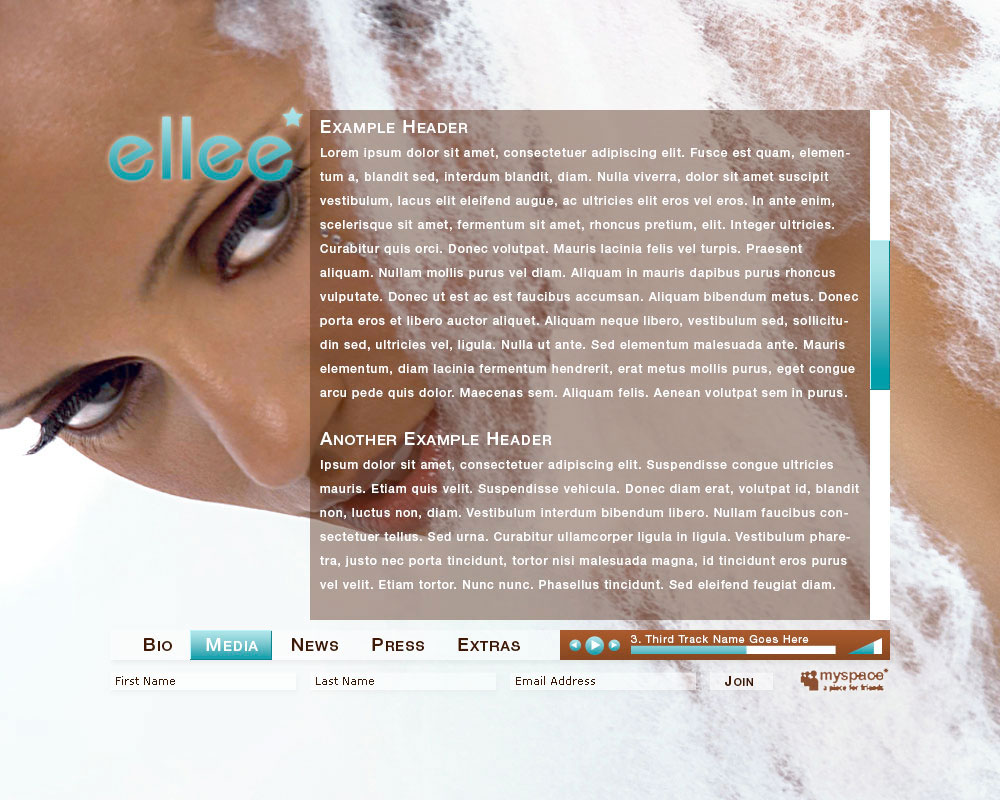 ellee
Example Header
Lorem ipsum dolor sit amet, consectetuer adipiscing elit. Fusce est quam, elemen-
tum a, blandit sed, interdum blandit, diam. Nulla viverra, dolor sit amet suscipit
vestibulum, lacus elit eleifend augue, ac ultricies elit eros vel eros. In ante enim,
scelerisque sit amet, fermentum sit amet, rhoncus pretium, elit. Integer ultricies.
Curabitur quis orci. Donec volutpat. Mauris lacinia felis vel turpis. Praesent
aliquam. Nullam mollis purus vel diam. Aliquam in mauris dapibus purus rhoncus
vulputate. Donec ut est ac est faucibus accumsan. Aliquam bibendum metus. Donec
porta eros et libero auctor aliquet. Aliquam neque libero, vestibulum sed, sollicitu-
din sed, ultricies vel, ligula. Nulla ut ante. Sed elementum malesuada ante. Mauris
elementum, diam lacinia fermentum hendrerit, erat metus mollis purus, eget congue
arcu pede quis dolor. Maecenas sem. Aliquam felis. Aenean volutpat sem in purus.
Another Example Header
Ipsum dolor sit amet, consectetuer adipiscing elit. Suspendisse congue ultricies
mauris. Etiam quis velit. Suspendisse vehicula. Donec diam erat, volutpat id, blandit
non, luctus non, diam. Vestibulum interdum bibendum libero. Nullam faucibus con-
sectetuer tellus. Sed urna. Curabitur ullamcorper ligula in ligula. Vestibulum phare-
tra, justo nec porta tincidunt, tortor nisi malesuada magna, id tincidunt eros purus
vel velit. Etiam tortor. Nunc nunc. Phasellus tincidunt. Sed eleifend feugiat diam.
Bio Media News Press Extras
3. Third Track Name Goes Here
First Name Last Name Email Address Join
myspace
a place for friends